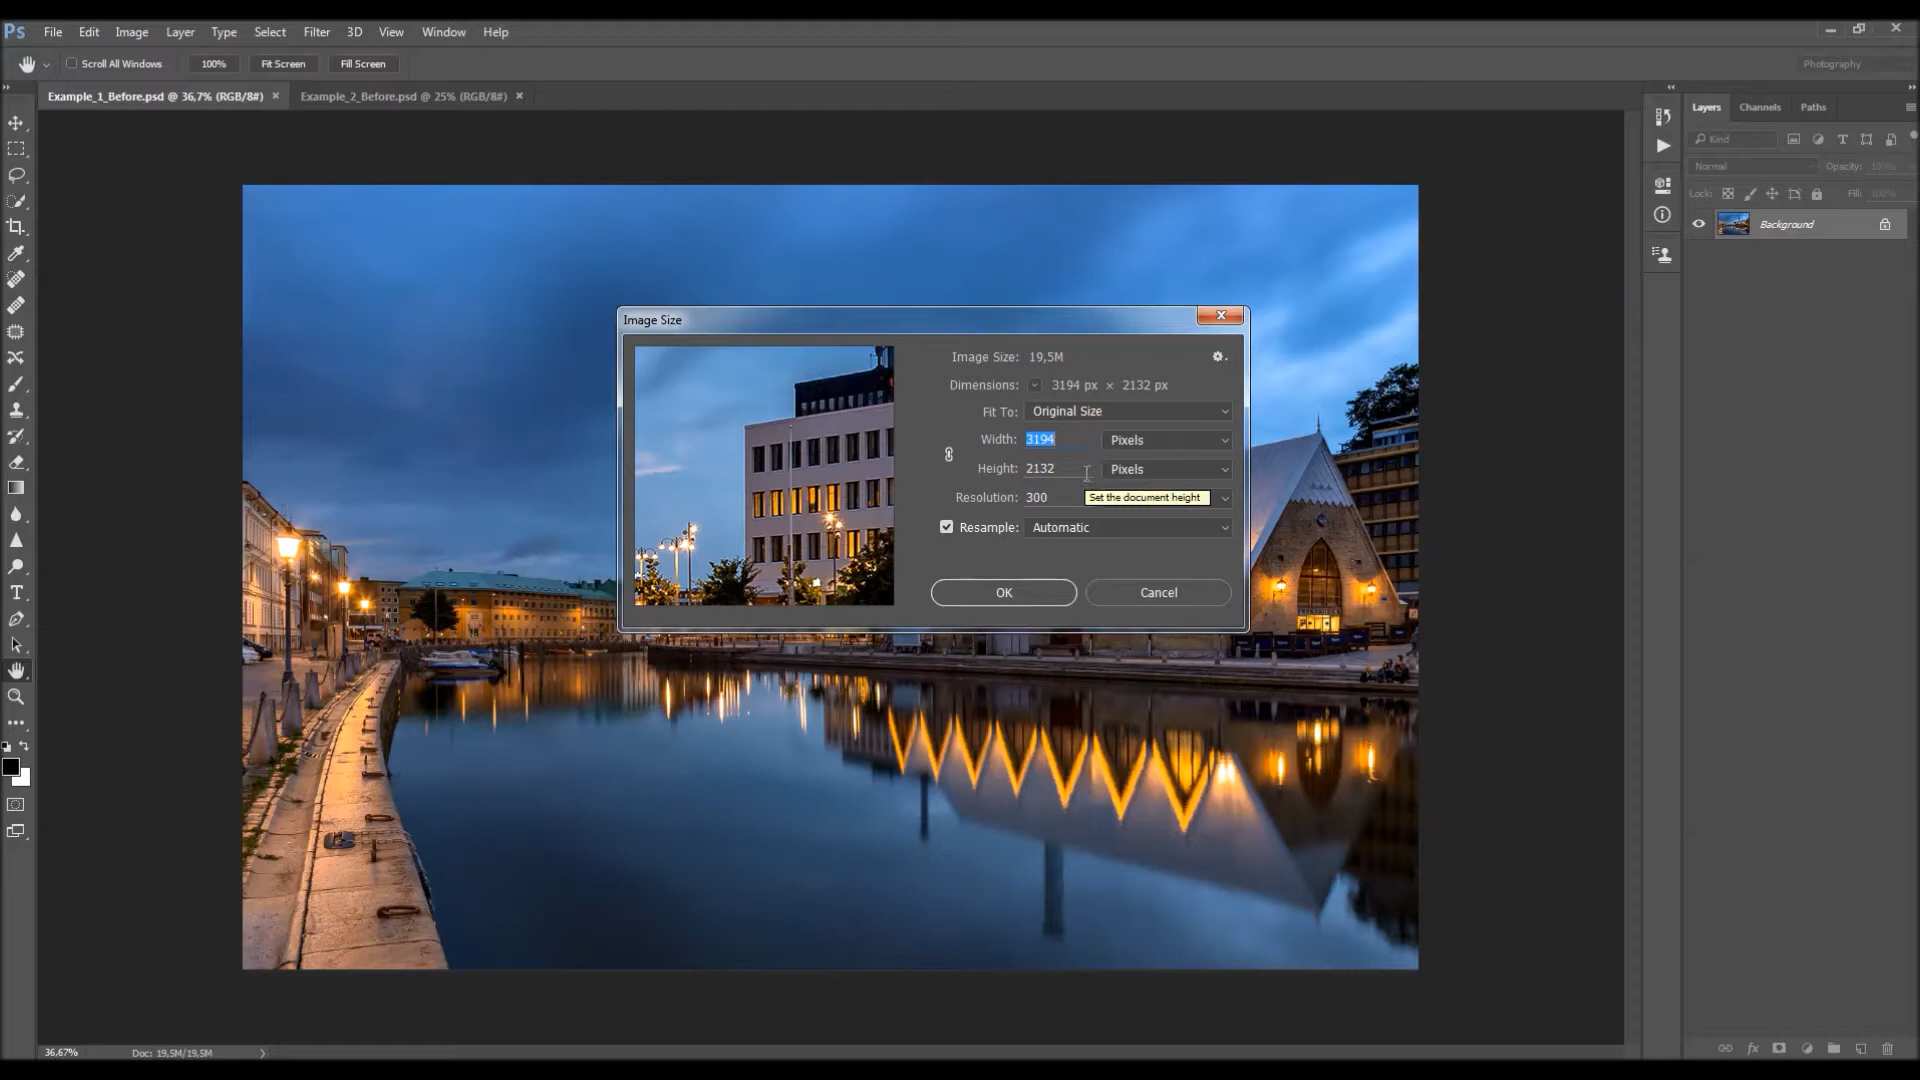 Ps File Edit Image Layer Type Select Filter 3D View Window Help
Scroll All Windows 100% Fit Screen Fill Screen Photography
Example_1_Before.psd @ 36,7% (RGB/8#) × Example_2_Before.psd @ 25% (RGB/8#) ×
Layers Channels Paths
Kind
Normal Opacity: 100%
Lock: Fill: 100%
Background
Image Size
Image Size: 19,5M
Dimensions: 3194 px × 2132 px
Fit To: Original Size
Width: 3194 Pixels
Height: 2132 Pixels
Resolution: 300
Set the document height
Resample: Automatic
OK Cancel
36,67% Doc: 19,5M/19,5M